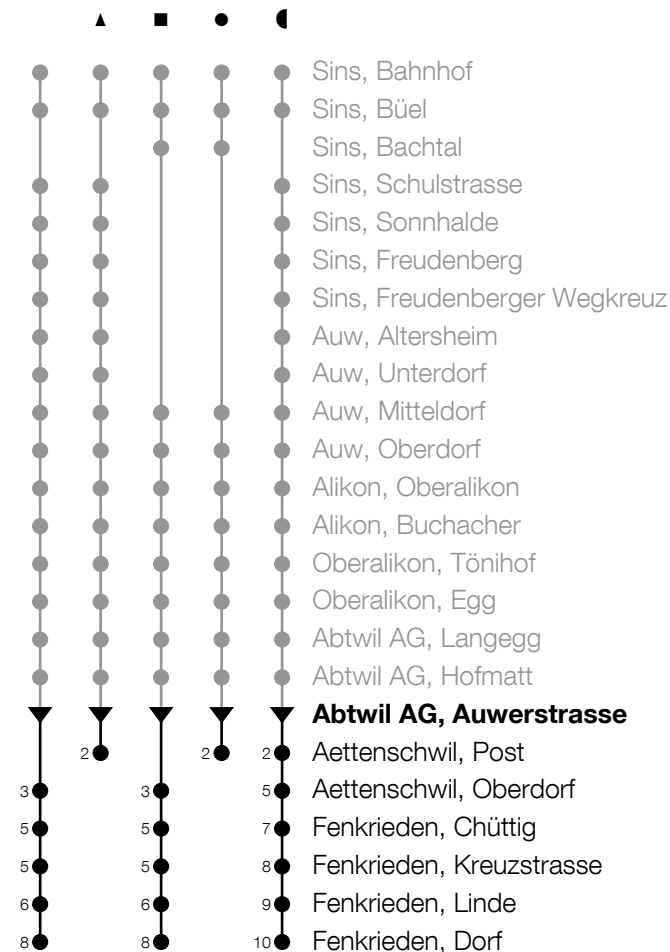 Sins, Bahnhof
Sins, Büel
Sins, Bachtal
Sins, Schulstrasse
Sins, Sonnhalde
Sins, Freudenberg
Sins, Freudenberger Wegkreuz
Auw, Altersheim
Auw, Unterdorf
Auw, Mitteldorf
Auw, Oberdorf
Alikon, Oberalikon
Alikon, Buchacher
Oberalikon, Tönihof
Oberalikon, Egg
Abtwil AG, Langegg
Abtwil AG, Hofmatt
Abtwil AG, Auwerstrasse
2 2 2 Aettenschwil, Post
3 3 5 Aettenschwil, Oberdorf
5 5 7 Fenkrieden, Chüttig
5 5 8 Fenkrieden, Kreuzstrasse
6 6 9 Fenkrieden, Linde
8 8 10 Fenkrieden, Dorf